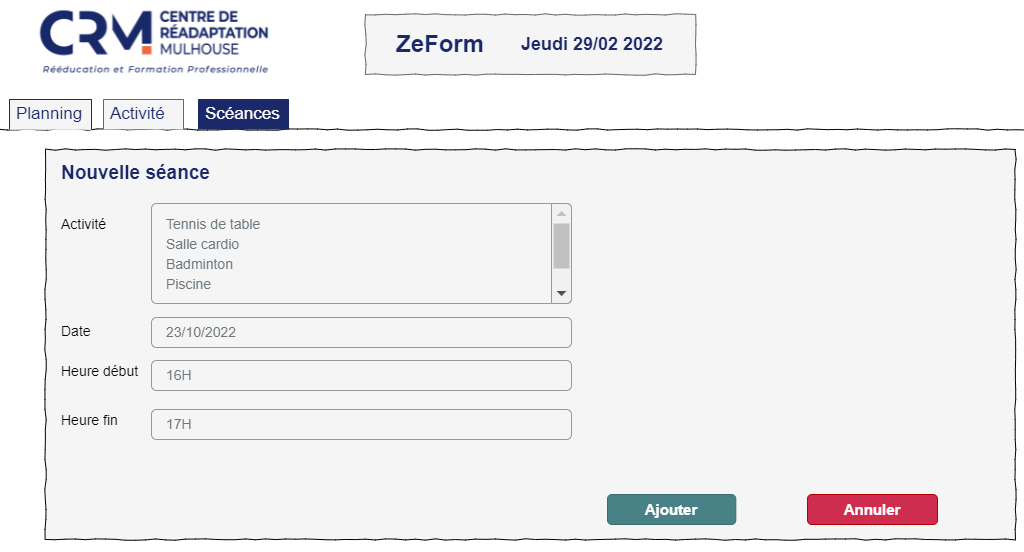 CRM CENTRE DE
RÉADAPTATION
MULHOUSE
Rééducation et Formation Professionnelle
ZeForm Jeudi 29/02 2022
Planning Activité Scéances
Nouvelle séance
Activité
Tennis de table
Salle cardio
Badminton
Piscine
Date 23/10/2022
Heure début 16H
Heure fin 17H
Ajouter Annuler